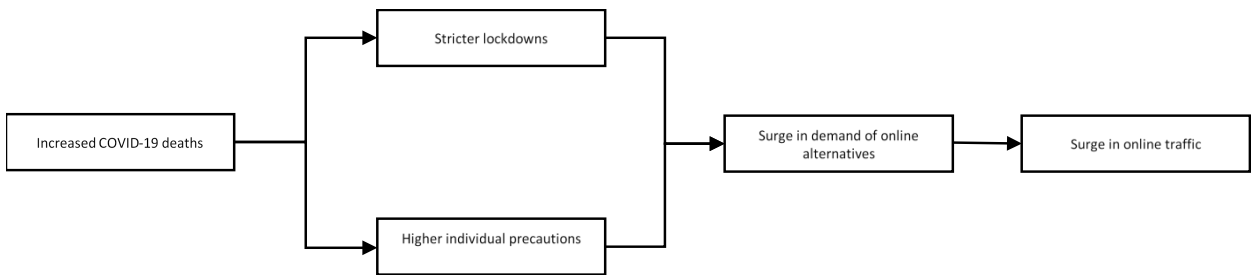 Stricter lockdowns
Increased COVID-19 deaths
Surge in demand of online
alternatives
Surge in online traffic
Higher individual precautions